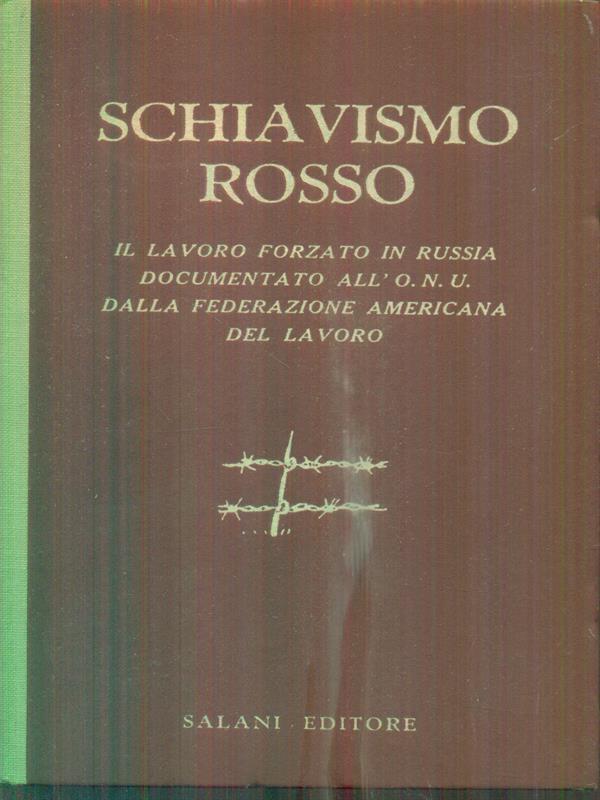 SCHIAVISMO
ROSSO
IL LAVORO FORZATO IN RUSSIA
DOCUMENTATO ALL' O. N. U.
DALLA FEDERAZIONE AMERICANA
DEL LAVORO
SALANI EDITORE